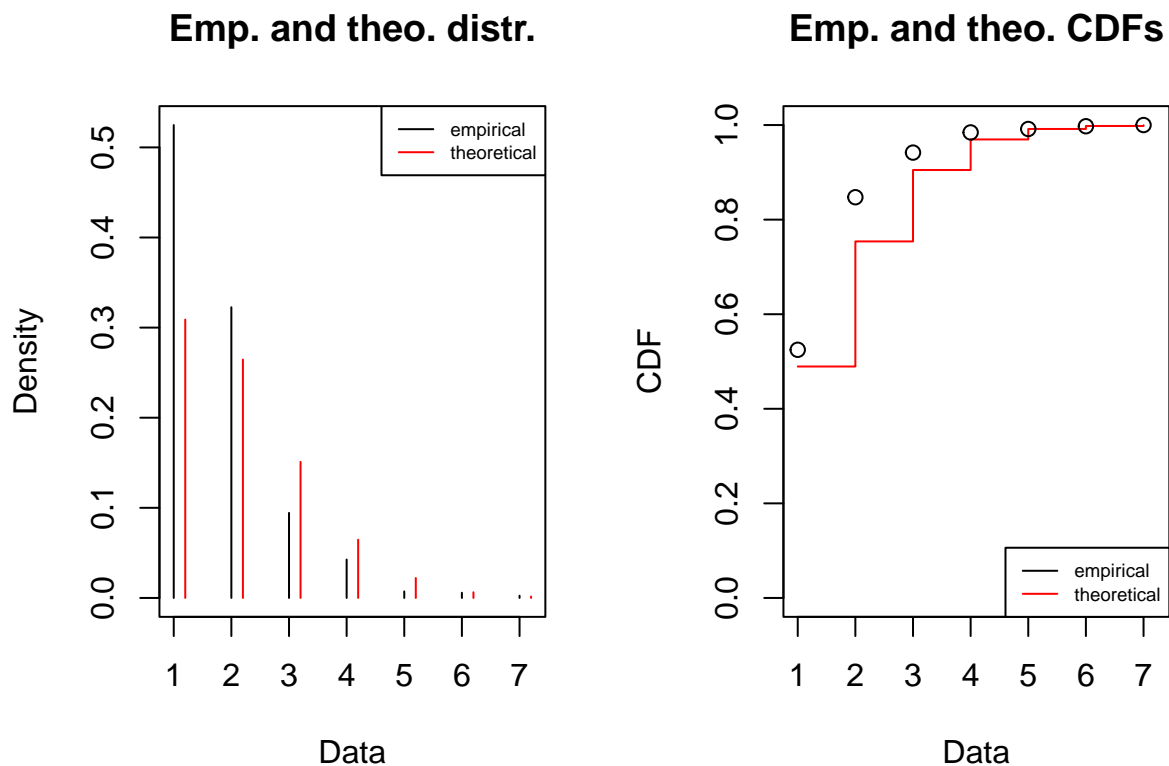 Emp. and theo. distr.
empirical
theoretical
0.5
0.4
0.3
0.2
0.1
0.0
Density
1 2 3 4 5 6 7
Data
Emp. and theo. CDFs
1.0
0.8
0.6
0.4
0.2
0.0
CDF
empirical
theoretical
1 2 3 4 5 6 7
Data